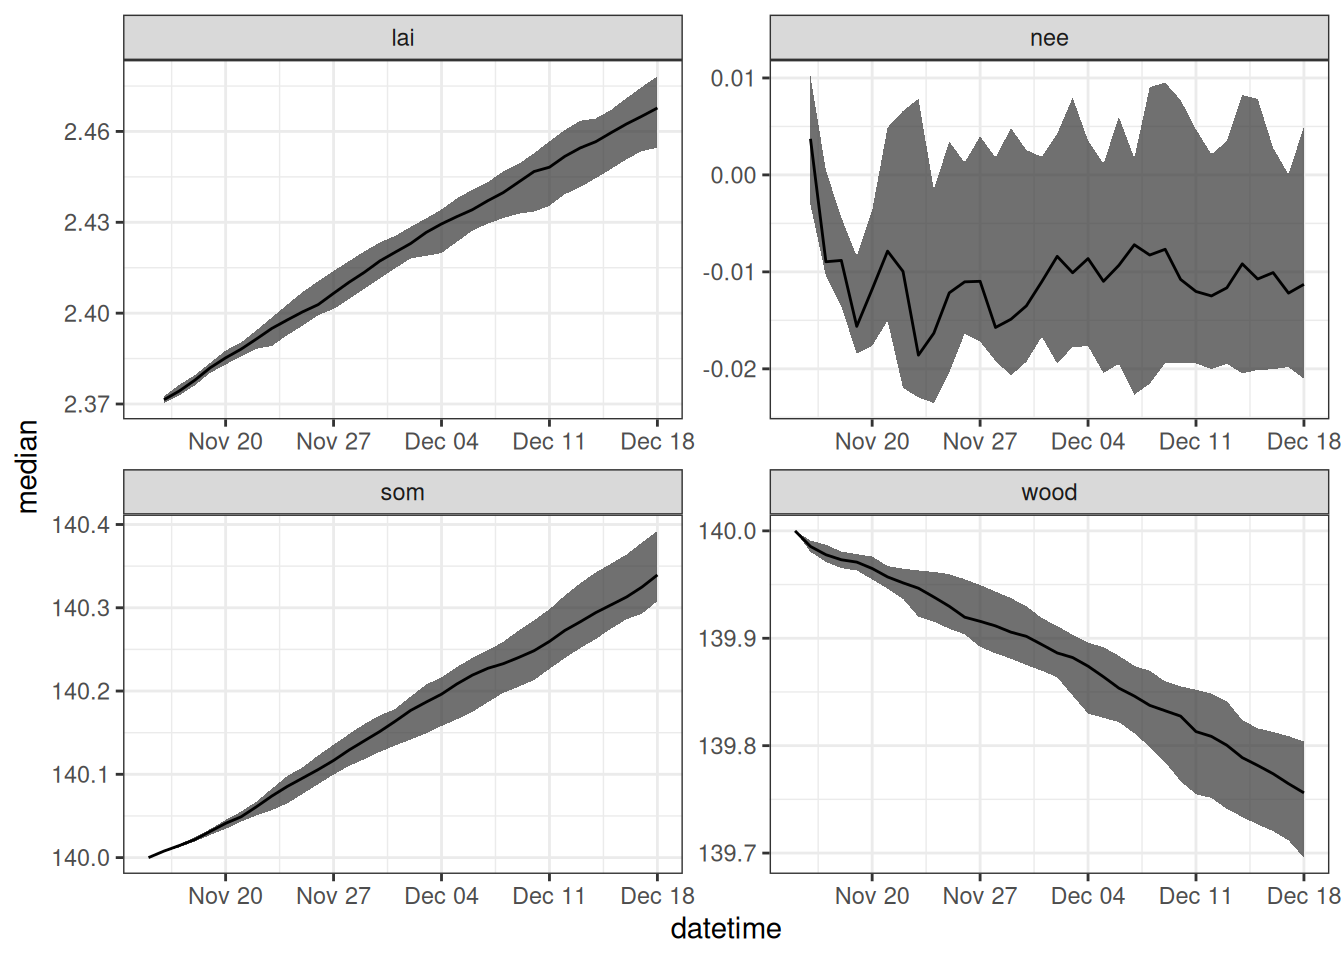 lai
nee
median
2.46
2.43
2.40
2.37
0.01
0.00
-0.01
-0.02
Nov 20 Nov 27 Dec 04 Dec 11 Dec 18
Nov 20 Nov 27 Dec 04 Dec 11 Dec 18
som
wood
140.4
140.3
140.2
140.1
140.0
140.0
139.9
139.8
139.7
Nov 20 Nov 27 Dec 04 Dec 11 Dec 18
Nov 20 Nov 27 Dec 04 Dec 11 Dec 18
datetime